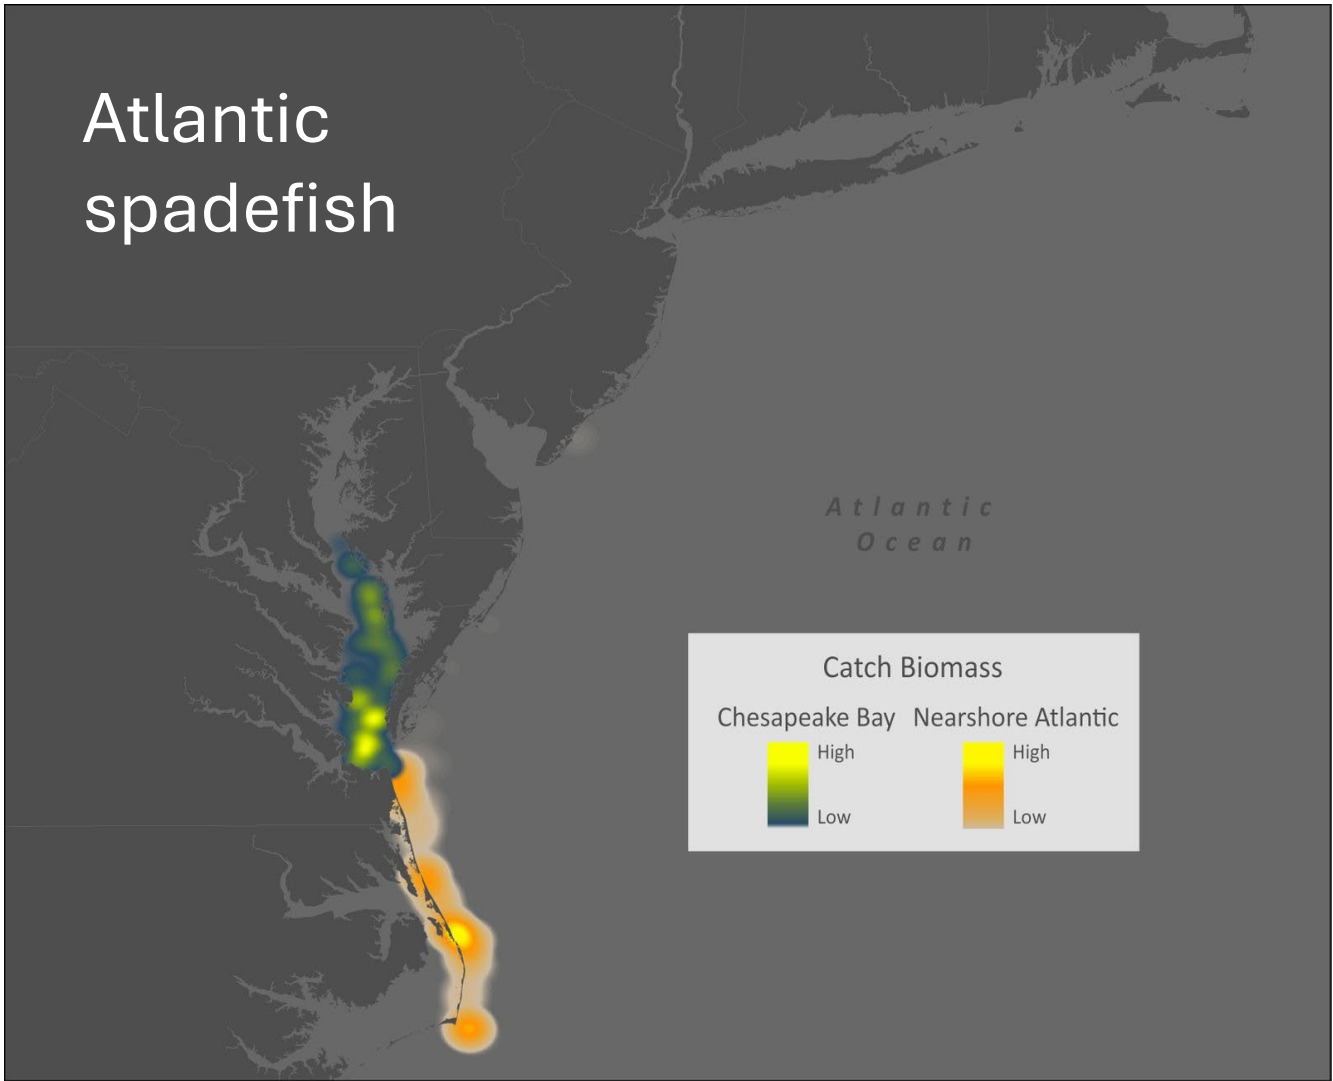 Atlantic
spadefish
Atlantic
Ocean
Catch Biomass
Chesapeake Bay Nearshore Atlantic
High High
Low Low